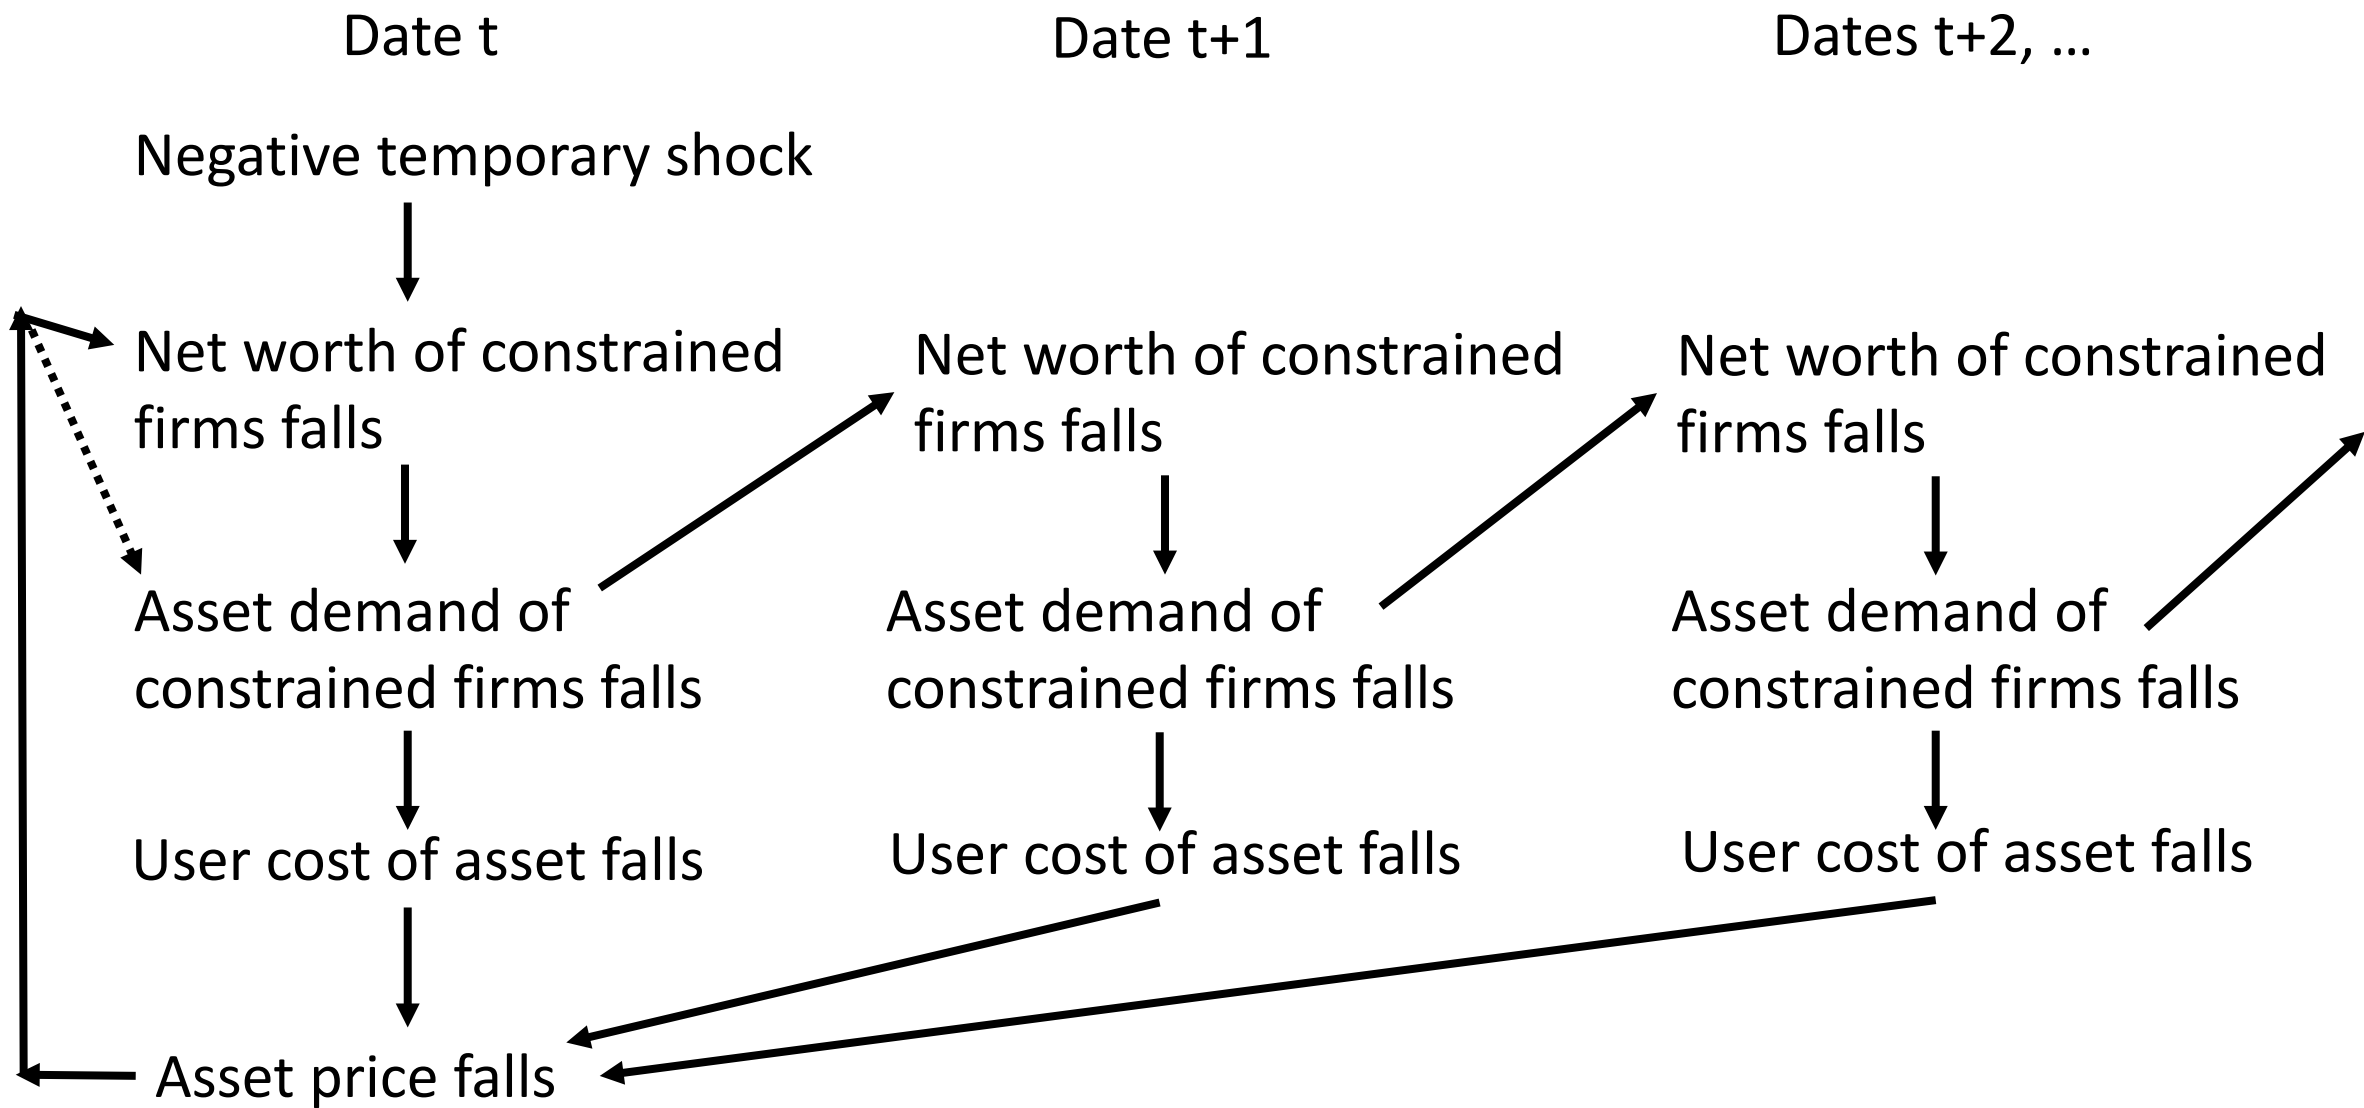 Date t
Date t+1
Dates t+2, ...
Negative temporary shock
Net worth of constrained
firms falls
Net worth of constrained
firms falls
Net worth of constrained
firms falls
Asset demand of
constrained firms falls
Asset demand of
constrained firms falls
Asset demand of
constrained firms falls
User cost of asset falls
User cost of asset falls
User cost of asset falls
Asset price falls